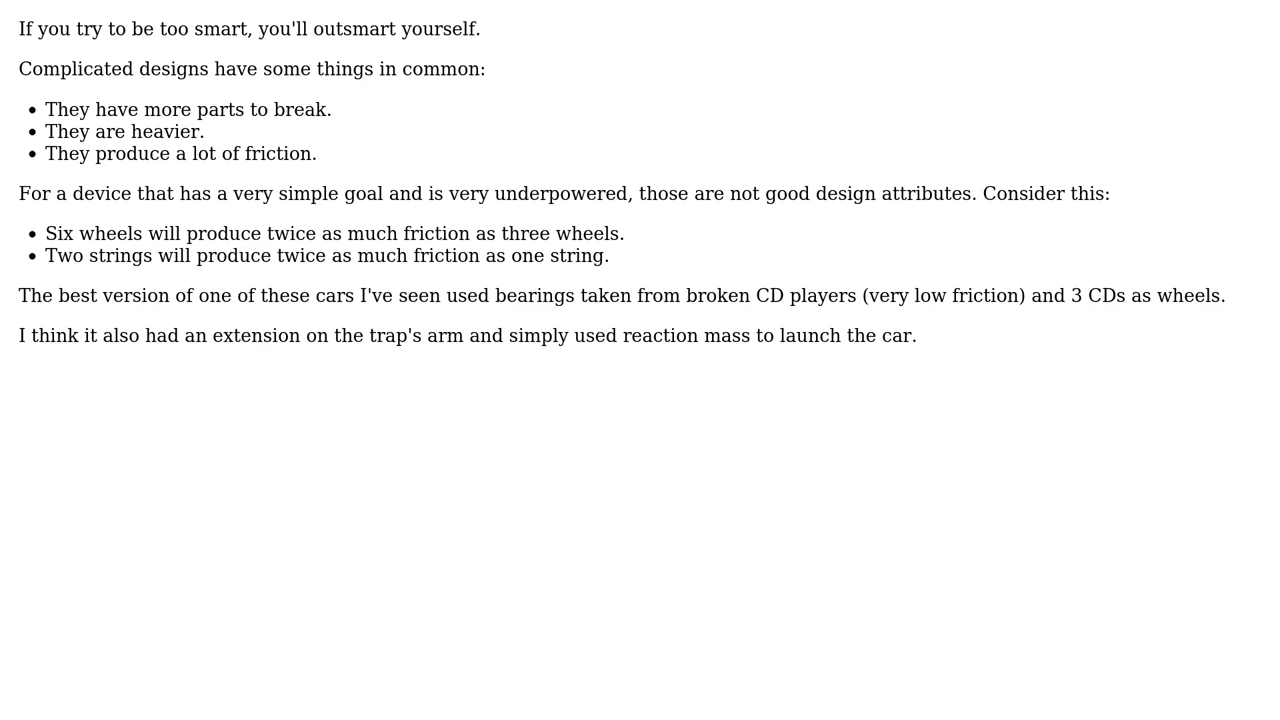 If you try to be too smart, you'll outsmart yourself.
Complicated designs have some things in common:
• They have more parts to break.
• They are heavier.
• They produce a lot of friction.
For a device that has a very simple goal and is very underpowered, those are not good design attributes. Consider this:
• Six wheels will produce twice as much friction as three wheels.
• Two strings will produce twice as much friction as one string.
The best version of one of these cars I've seen used bearings taken from broken CD players (very low friction) and 3 CDs as wheels.
I think it also had an extension on the trap's arm and simply used reaction mass to launch the car.